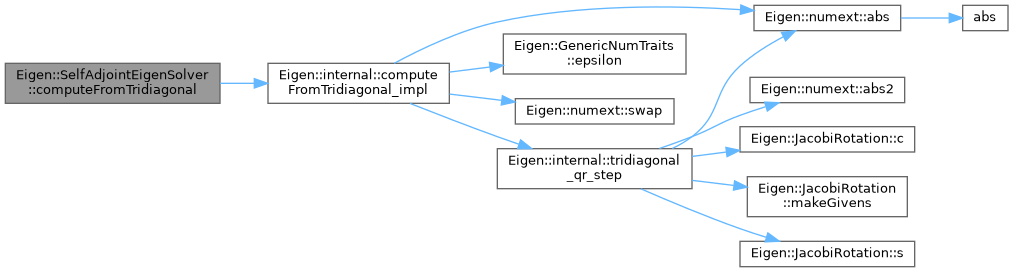 Eigen::SelfAdjointEigenSolver
::computeFromTridiagonal
Eigen::internal::compute
FromTridiagonal_impl
Eigen::numext::abs
abs
Eigen::GenericNumTraits
::epsilon
Eigen::numext::swap
Eigen::internal::tridiagonal
_qr_step
Eigen::numext::abs2
Eigen::JacobiRotation::c
Eigen::JacobiRotation
::makeGivens
Eigen::JacobiRotation::s